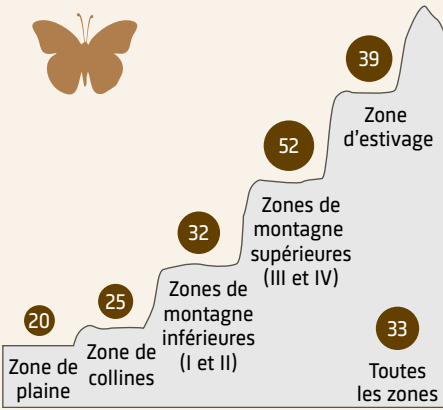 20
Zone de
plaine
25
Zone de
collines
32
Zones de
montagne
inférieures
(I et II)
52
Zones de
montagne
supérieures
(III et IV)
39
Zone
d'estivage
33
Toutes
les zones